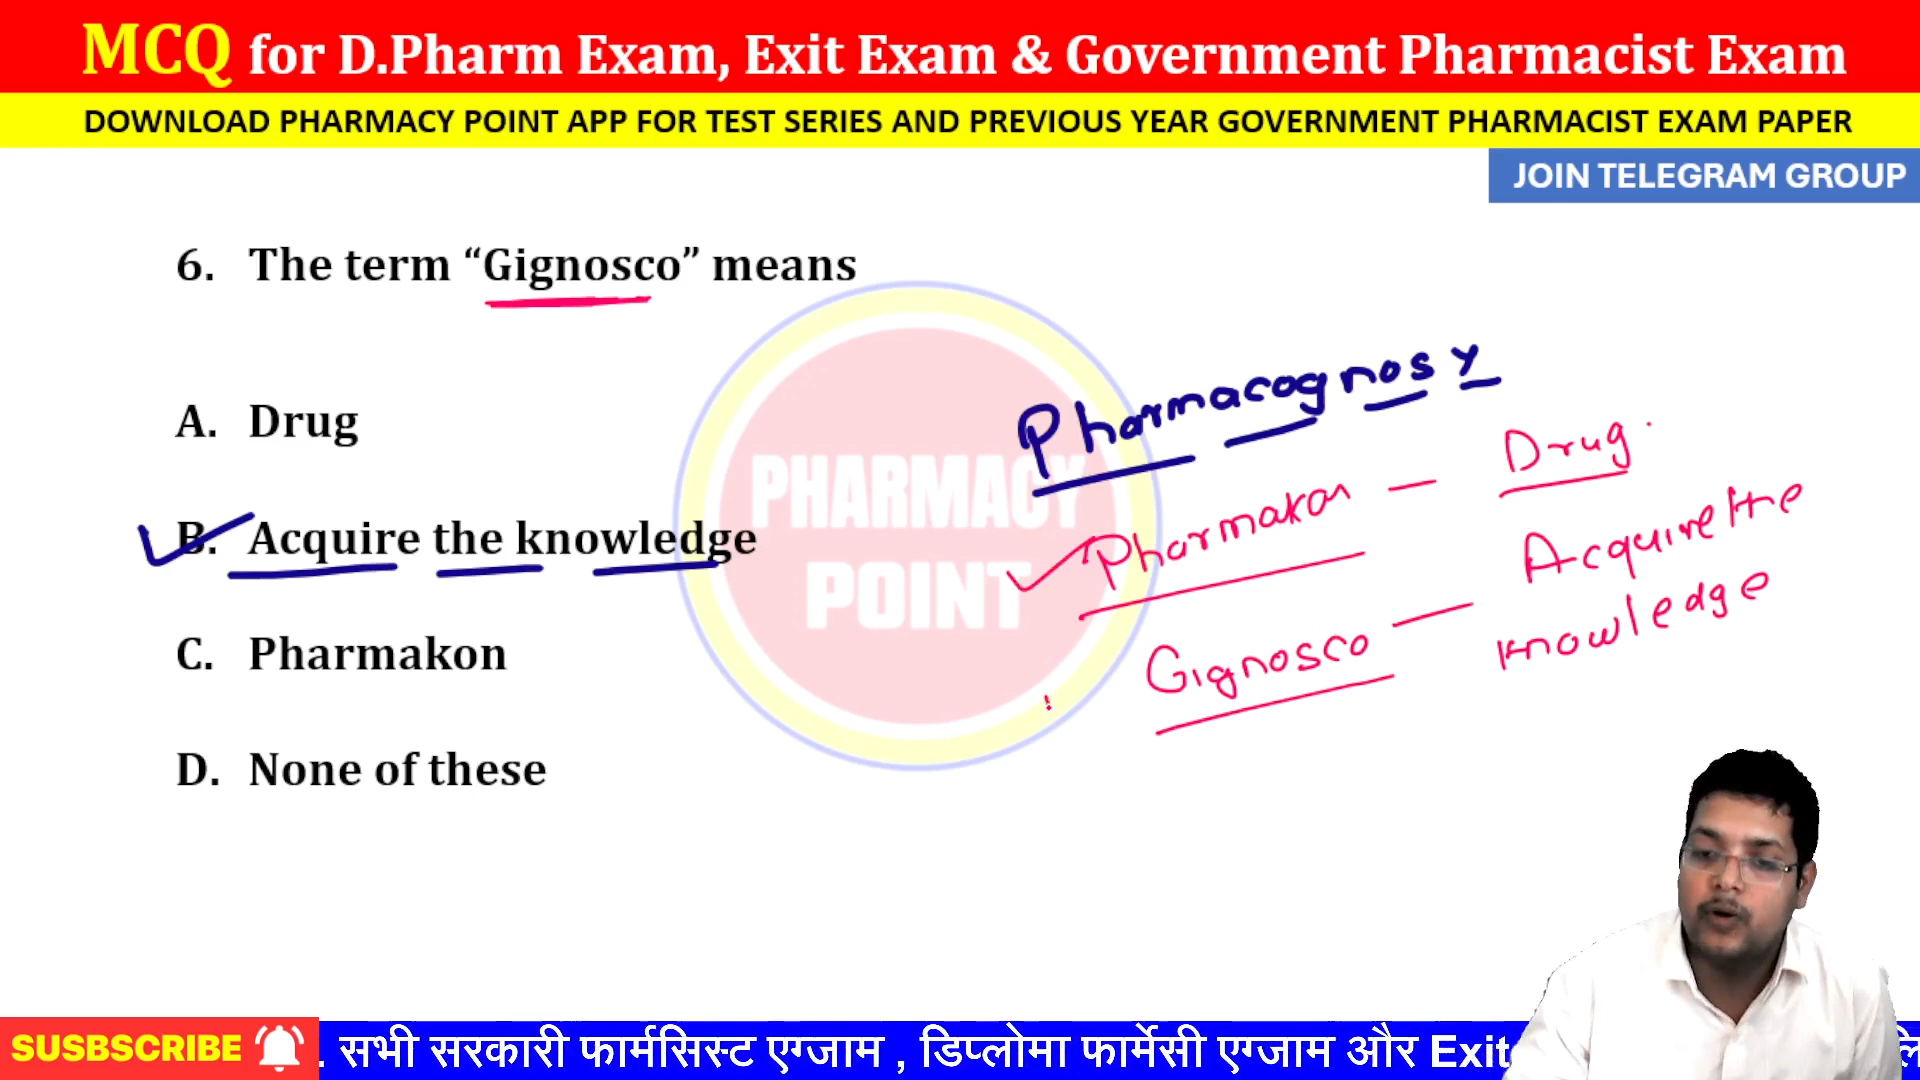 MCQ for D.Pharm Exam, Exit Exam & Government Pharmacist Exam
DOWNLOAD PHARMACY POINT APP FOR TEST SERIES AND PREVIOUS YEAR GOVERNMENT PHARMACIST EXAM PAPER
JOIN TELEGRAM GROUP
6. The term “Gignosco” means
A. Drug
B. Acquire the knowledge
C. Pharmakon
D. None of these
PHARMACY
POINT
Pharmacognosy
Pharmakon – Drug.
Gignosco – Acquire the
knowledge
SUSBSCRIBE
. सभी सरकारी फार्मसिस्ट एग्जाम , डिप्लोमा फार्मेसी एग्जाम और Exit